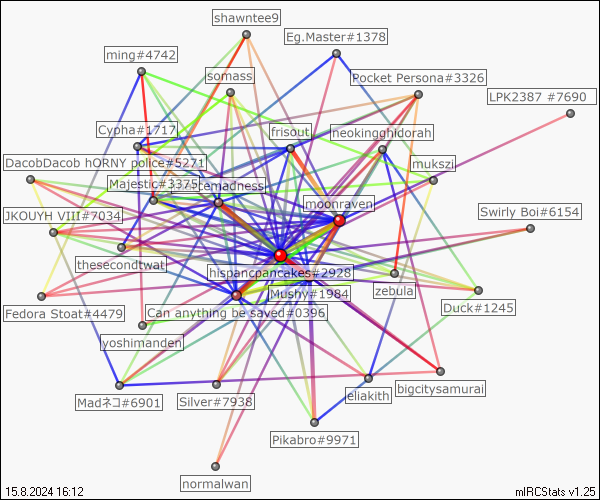 shawntee9
Eg.Master#1378
ming#4742
somass
Pocket Persona#3326
LPK2387 #7690
Cypha#1717
frisout
neokingghidorah
DacobDacob hORNY police#5271
mukszi
Majestic#3375
temadness
moonraven
JKOUYH VIII#7034
Swirly Boi#6154
thesecondtwat
hispancpancakes#2928
zebula
Mushy#1984
Duck#1245
Fedora Stoat#4479
Can anything be saved#0396
yoshimanden
bigcitysamurai
eliakith
Madネコ#6901
Silver#7938
Pikabro#9971
normalwan
15.8.2024 16:12
mIRCStats v1.25